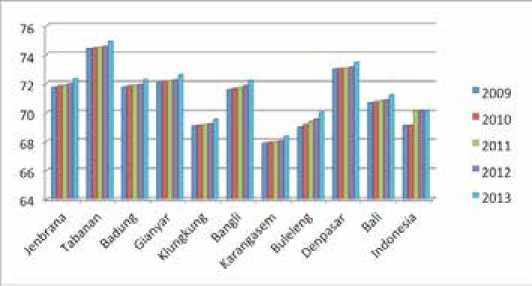 76
74
72
70
68
66
64
Jenbrana
Tabanan
Badung
Gianyar
Klungkung
Bangli
Karangasem
Buleleng
Denpasar
Bali
Indonesia
2009
2010
2011
2012
2013